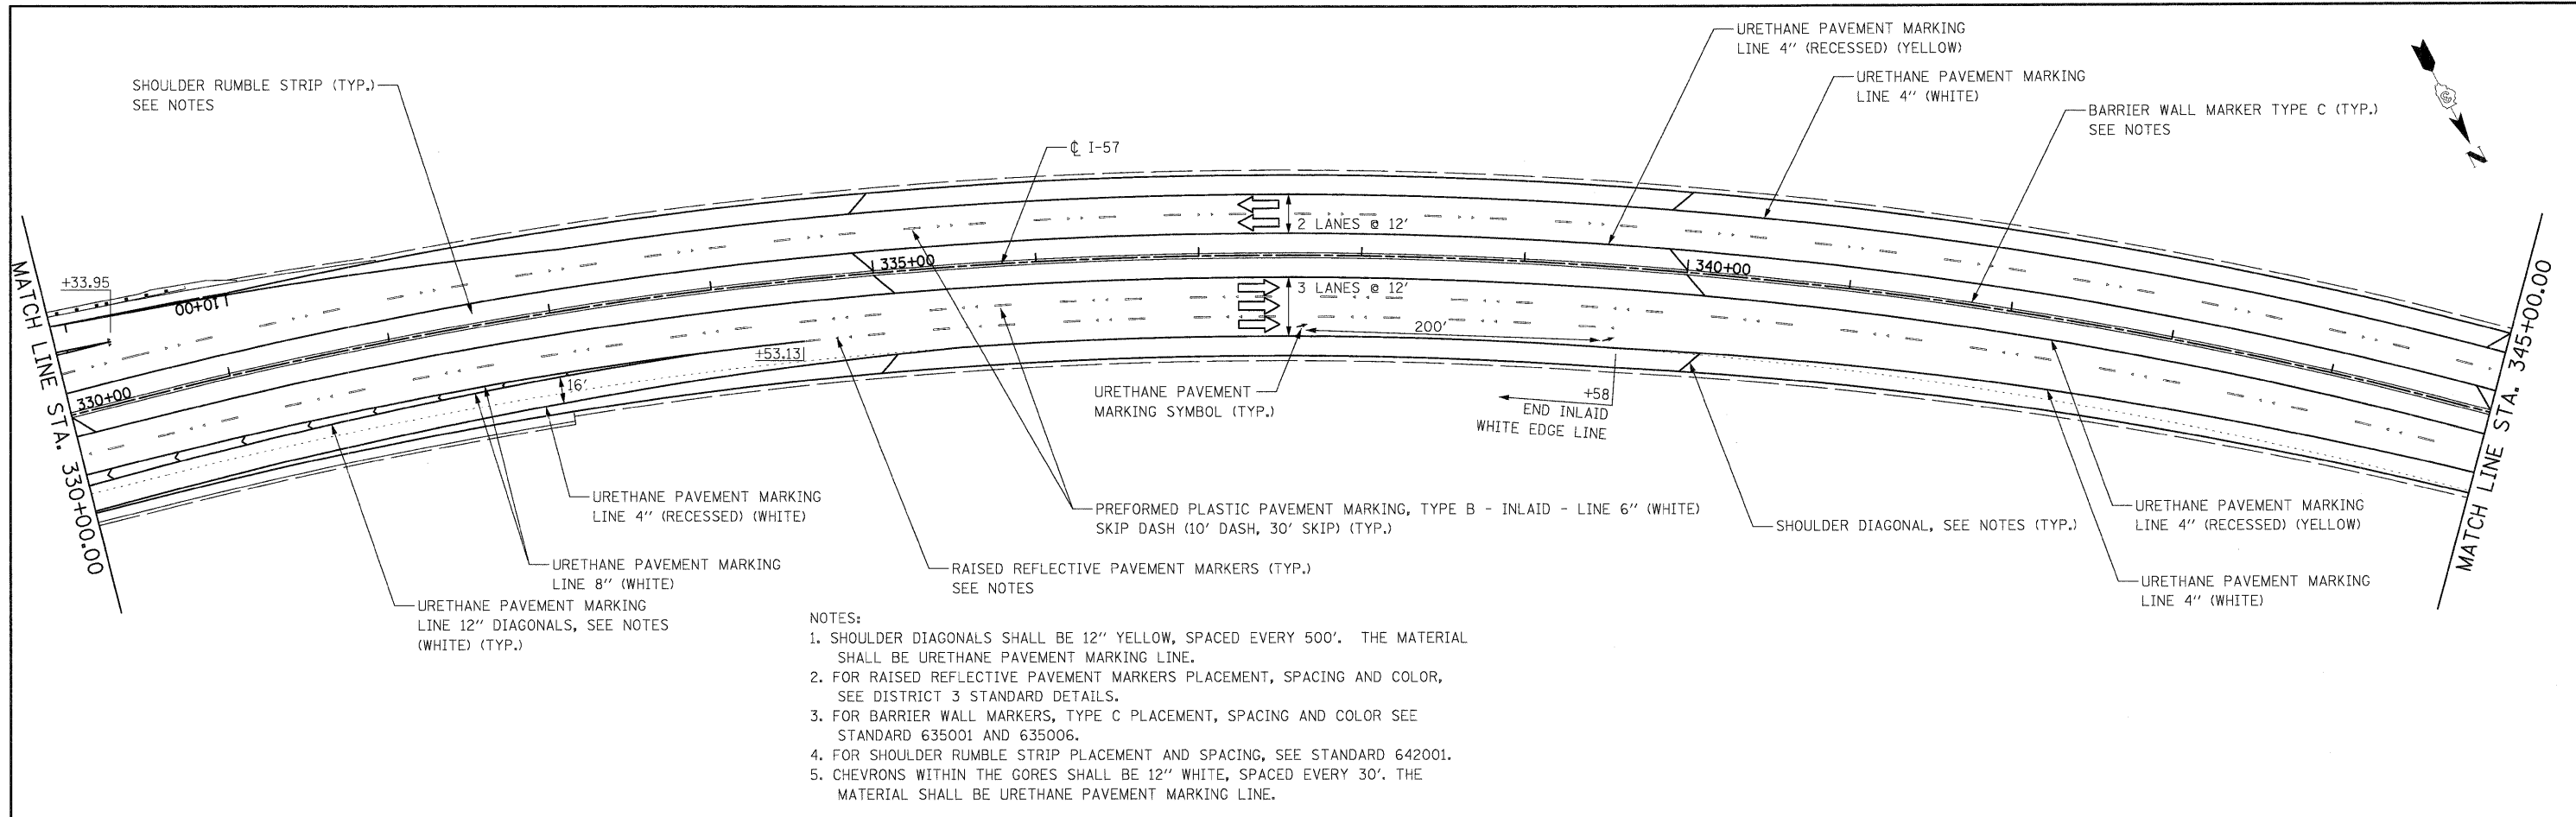 URETHANE PAVEMENT MARKING
LINE 4" (RECESSED) (YELLOW)
SHOULDER RUMBLE STRIP (TYP.)
SEE NOTES
URETHANE PAVEMENT MARKING
LINE 4" (WHITE)
BARRIER WALL MARKER TYPE C (TYP.)
SEE NOTES
℄ I-57
N
2 LANES @ 12'
335+00
340+00
MATCH LINE STA. 330+00.00
+33.95
10+00
3 LANES @ 12'
200'
+53.13
16'
330+00
URETHANE PAVEMENT
MARKING SYMBOL (TYP.)
+58
END INLAID
WHITE EDGE LINE
MATCH LINE STA. 345+00.00
URETHANE PAVEMENT MARKING
LINE 4" (RECESSED) (WHITE)
PREFORMED PLASTIC PAVEMENT MARKING, TYPE B - INLAID - LINE 6" (WHITE)
SKIP DASH (10' DASH, 30' SKIP) (TYP.)
SHOULDER DIAGONAL, SEE NOTES (TYP.)
URETHANE PAVEMENT MARKING
LINE 4" (RECESSED) (YELLOW)
URETHANE PAVEMENT MARKING
LINE 8" (WHITE)
RAISED REFLECTIVE PAVEMENT MARKERS (TYP.)
SEE NOTES
URETHANE PAVEMENT MARKING
LINE 4" (WHITE)
URETHANE PAVEMENT MARKING
LINE 12" DIAGONALS, SEE NOTES
(WHITE) (TYP.)
NOTES:
1. SHOULDER DIAGONALS SHALL BE 12" YELLOW, SPACED EVERY 500'. THE MATERIAL
SHALL BE URETHANE PAVEMENT MARKING LINE.
2. FOR RAISED REFLECTIVE PAVEMENT MARKERS PLACEMENT, SPACING AND COLOR,
SEE DISTRICT 3 STANDARD DETAILS.
3. FOR BARRIER WALL MARKERS, TYPE C PLACEMENT, SPACING AND COLOR SEE
STANDARD 635001 AND 635006.
4. FOR SHOULDER RUMBLE STRIP PLACEMENT AND SPACING, SEE STANDARD 642001.
5. CHEVRONS WITHIN THE GORES SHALL BE 12" WHITE, SPACED EVERY 30'. THE
MATERIAL SHALL BE URETHANE PAVEMENT MARKING LINE.